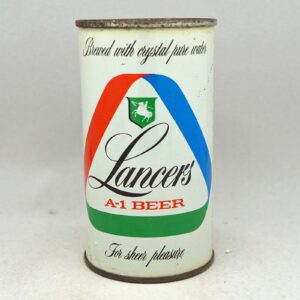 Brewed with crystal pure water
Lancers
A-1 BEER
For sheer pleasure